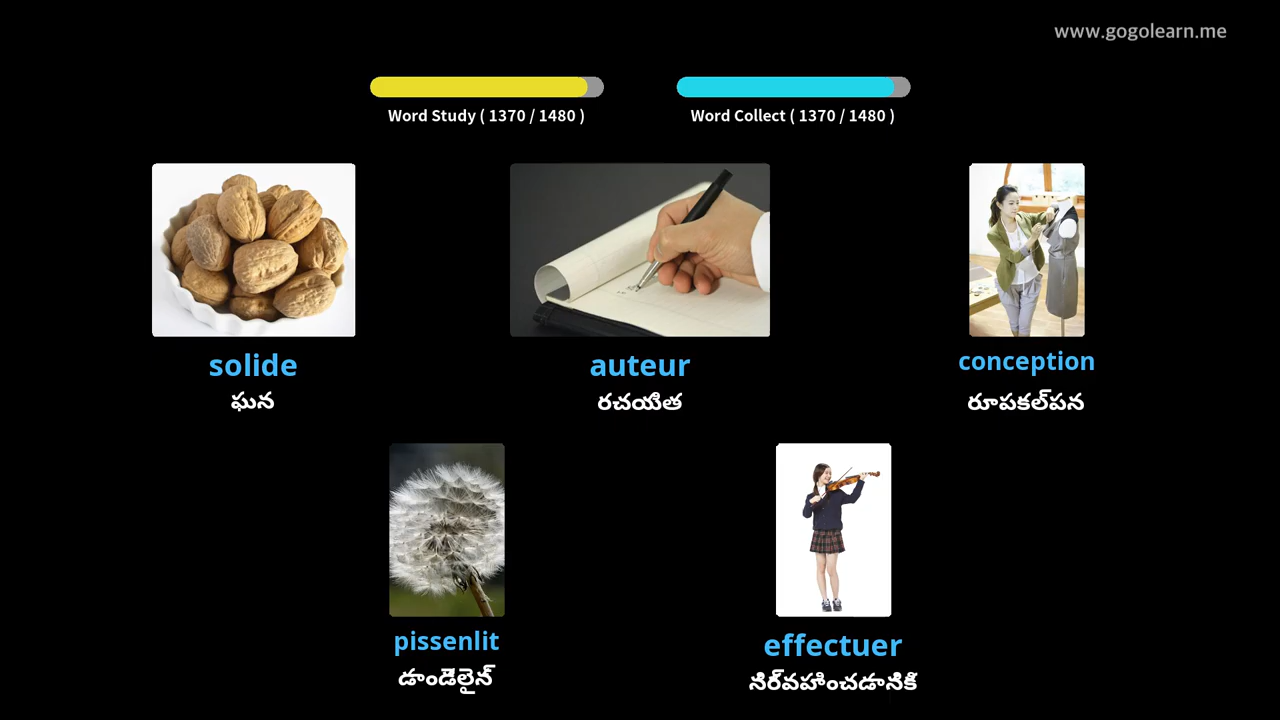 www.gogolearn.me
Word Study ( 1370 / 1480 )
Word Collect ( 1370 / 1480 )
solide
auteur
conception
ఘన
రచయిత
రూపకల్పన
pissenlit
effectuer
డాండెలైన్
నిర్వహించడానికి